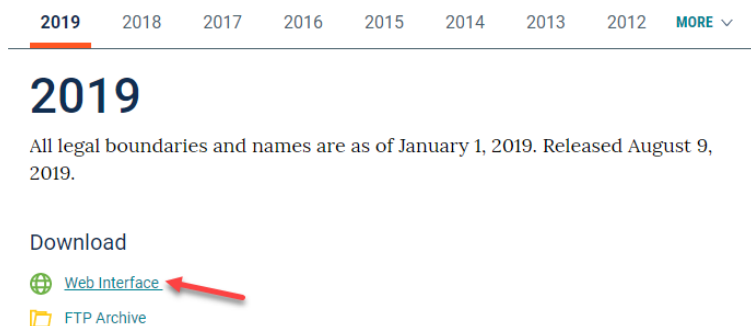 2019 2018 2017 2016 2015 2014 2013 2012 MORE
2019
All legal boundaries and names are as of January 1, 2019. Released August 9,
2019.
Download
Web Interface
FTP Archive